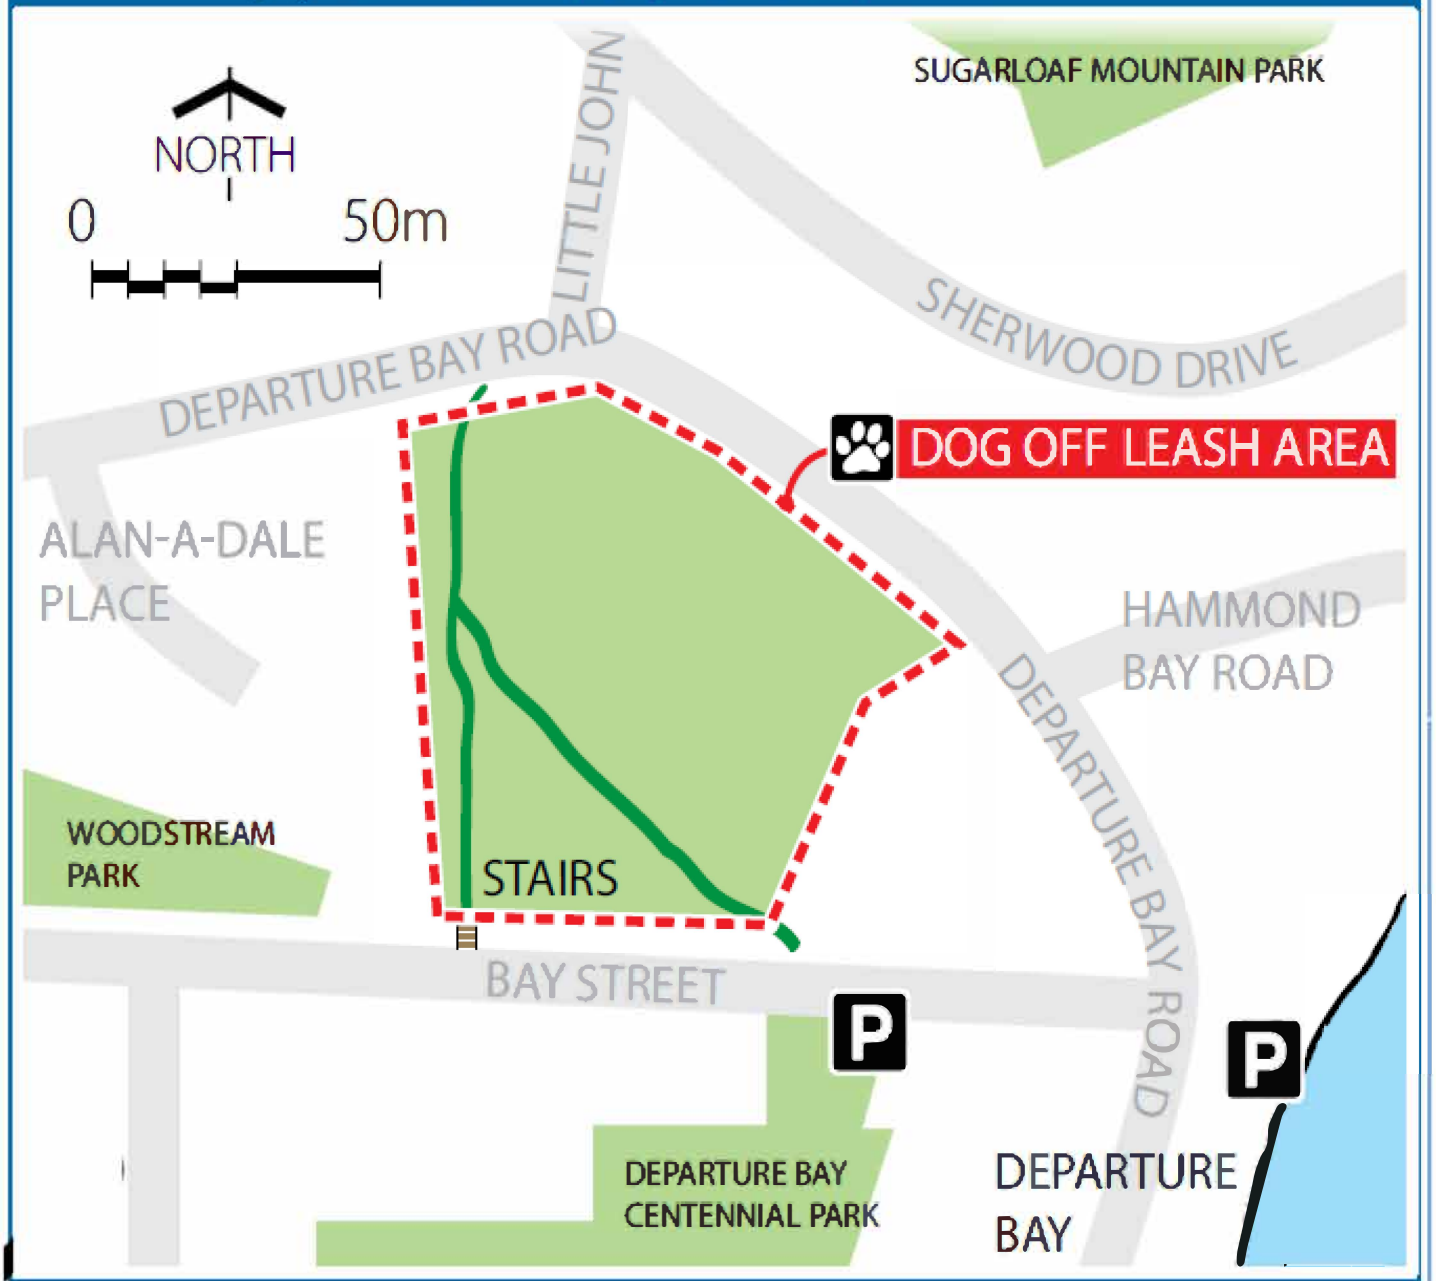 SUGARLOAF MOUNTAIN PARK
NORTH
0 50m
LITTLE JOHN
SHERWOOD DRIVE
DEPARTURE BAY ROAD
DOG OFF LEASH AREA
ALAN-A-DALE
PLACE
HAMMOND
BAY ROAD
DEPARTURE BAY ROAD
WOODSTREAM
PARK
STAIRS
BAY STREET
P
P
DEPARTURE BAY
CENTENNIAL PARK
DEPARTURE
BAY